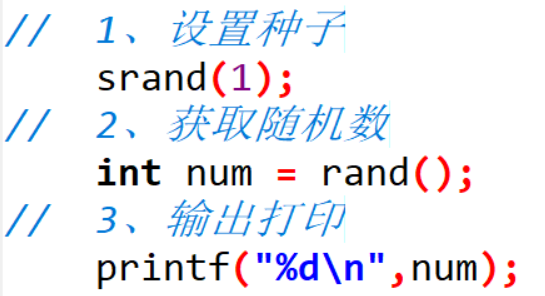 // 1、设置种子
srand(1);
// 2、获取随机数
int num = rand();
// 3、输出打印
printf("%d\n",num);